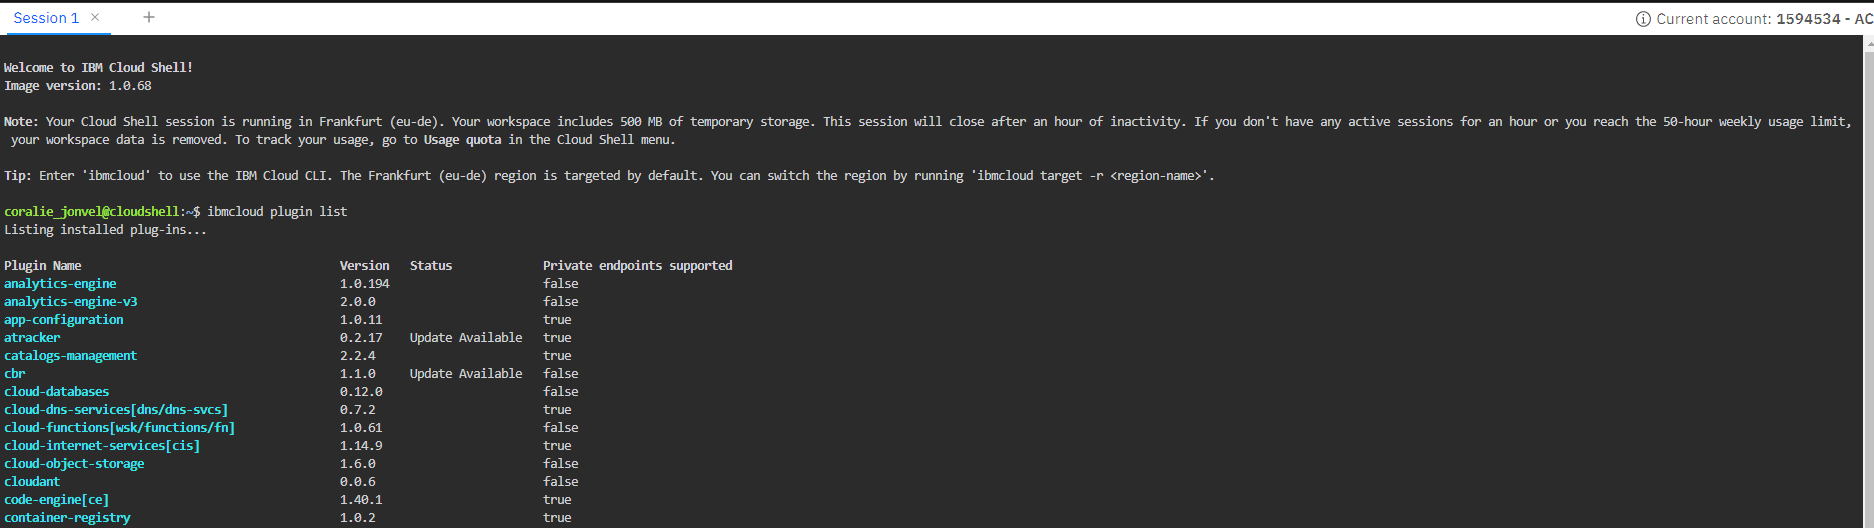 Session 1 × +
Current account: 1594534 - AC
Welcome to IBM Cloud Shell!
Image version: 1.0.68
Note: Your Cloud Shell session is running in Frankfurt (eu-de). Your workspace includes 500 MB of temporary storage. This session will close after an hour of inactivity. If you don't have any active sessions for an hour or you reach the 50-hour weekly usage limit,
your workspace data is removed. To track your usage, go to Usage quota in the Cloud Shell menu.
Tip: Enter 'ibmcloud' to use the IBM Cloud CLI. The Frankfurt (eu-de) region is targeted by default. You can switch the region by running 'ibmcloud target -r <region-name>'.
coralie_jonvel@cloudshell:~$ ibmcloud plugin list
Listing installed plug-ins...
Plugin Name Version Status Private endpoints supported
analytics-engine 1.0.194 false
analytics-engine-v3 2.0.0 false
app-configuration 1.0.11 true
atracker 0.2.17 Update Available true
catalogs-management 2.2.4 true
cbr 1.1.0 Update Available false
cloud-databases 0.12.0 false
cloud-dns-services[dns/dns-svcs] 0.7.2 true
cloud-functions[wsk/functions/fn] 1.0.61 false
cloud-internet-services[cis] 1.14.9 true
cloud-object-storage 1.6.0 false
cloudant 0.0.6 false
code-engine[ce] 1.40.1 true
container-registry 1.0.2 true